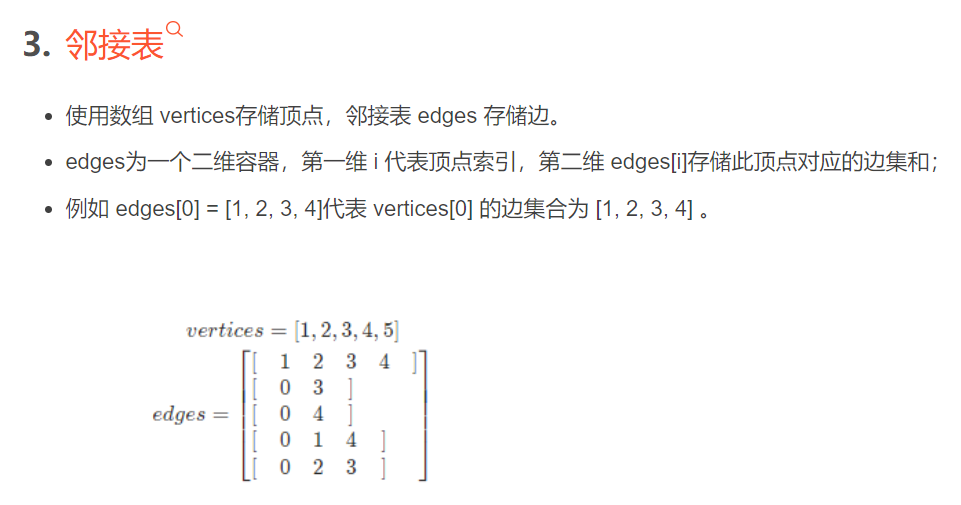 3. 邻接表
使用数组 vertices存储顶点，邻接表 edges 存储边。
edges为一个二维容器，第一维 i 代表顶点索引，第二维 edges[i]存储此顶点对应的边集和；
例如 edges[0] = [1, 2, 3, 4]代表 vertices[0] 的边集合为 [1, 2, 3, 4] 。
vertices = [1, 2, 3, 4, 5]
[[ 1 2 3 4 ]]
[ 0 3 ]
edges = [ 0 4 ]
[ 0 1 4 ]
[ 0 2 3 ]